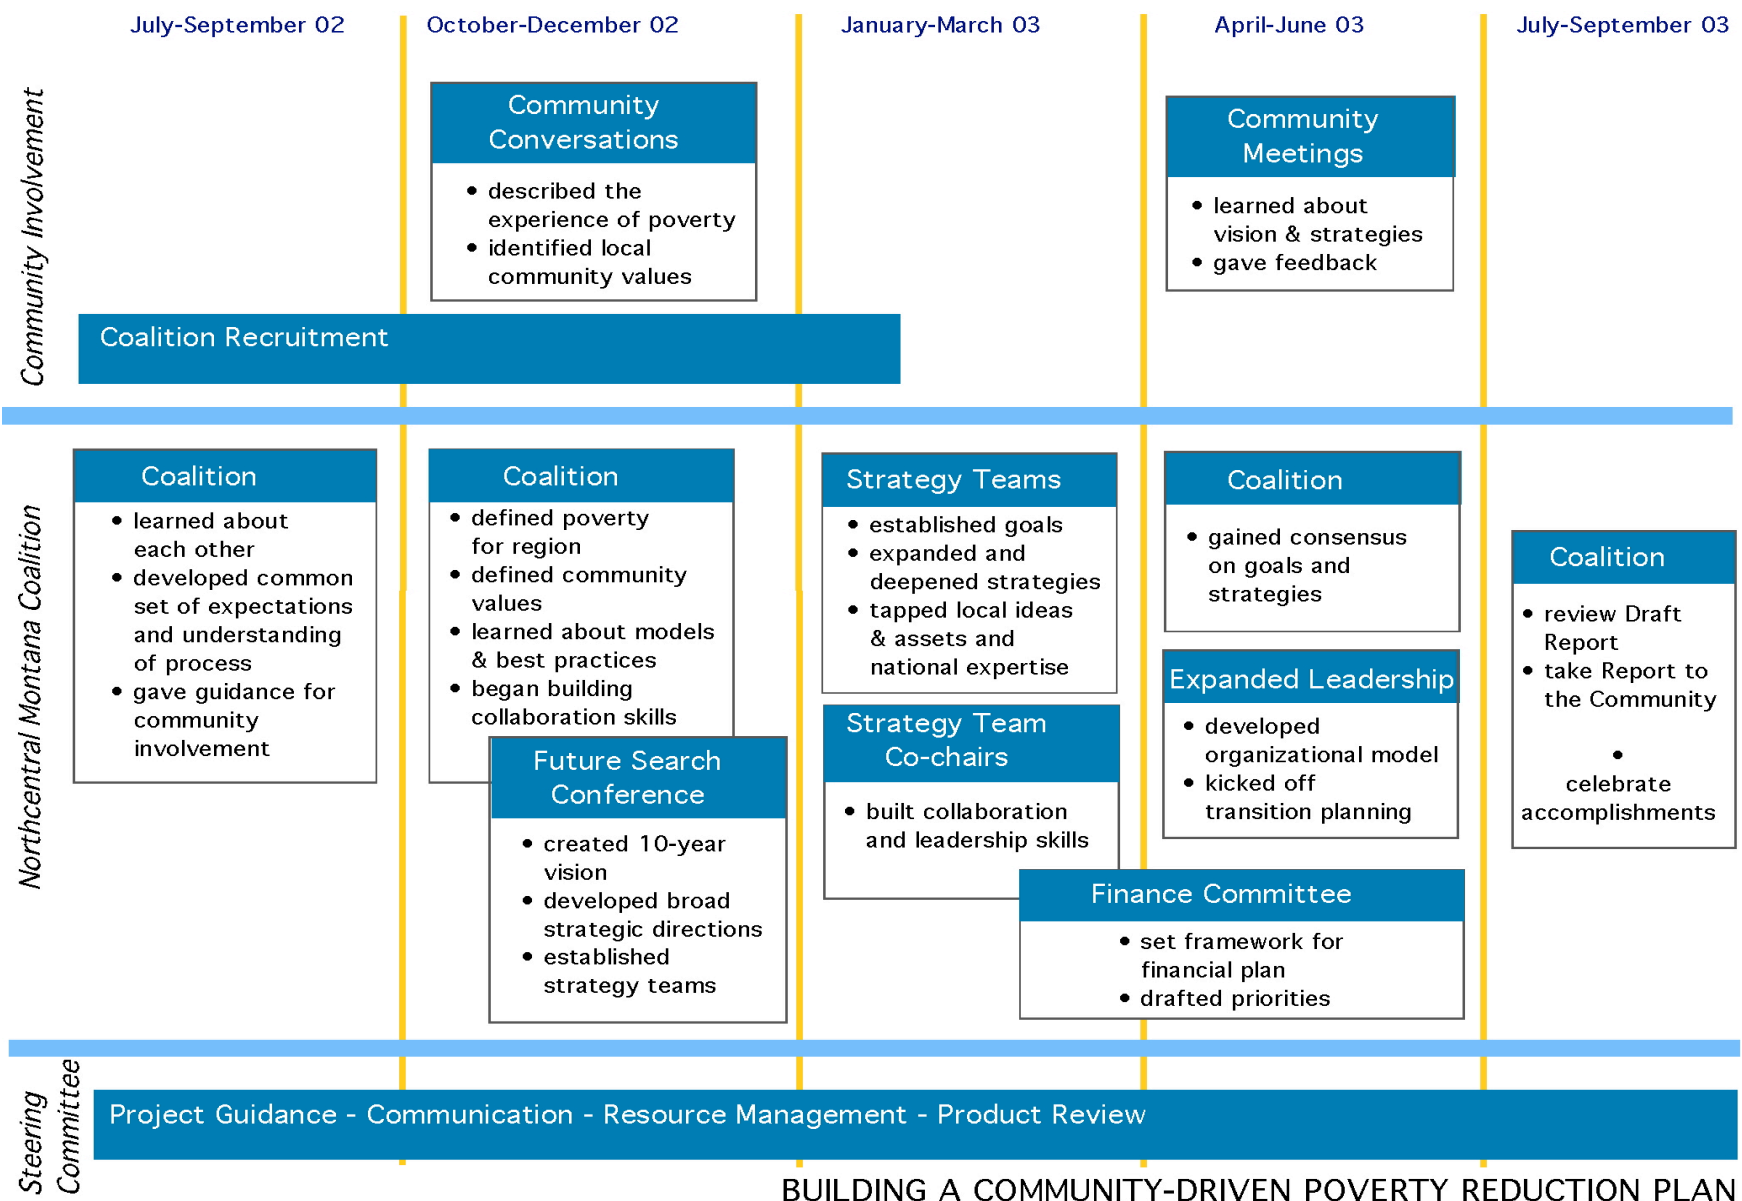 July-September 02
October-December 02
January-March 03
April-June 03
July-September 03
Community Involvement
Community
Conversations
• described the
experience of poverty
• identified local
community values
Community
Meetings
• learned about
vision & strategies
• gave feedback
Coalition Recruitment
Northcentral Montana Coalition
Coalition
• learned about
each other
• developed common
set of expectations
and understanding
of process
• gave guidance for
community
involvement
Coalition
• defined poverty
for region
• defined community
values
• learned about models
& best practices
• began building
collaboration skills
Future Search
Conference
• created 10-year
vision
• developed broad
strategic directions
• established
strategy teams
Strategy Teams
• established goals
• expanded and
deepened strategies
• tapped local ideas
& assets and
national expertise
Strategy Team
Co-chairs
• built collaboration
and leadership skills
Coalition
• gained consensus
on goals and
strategies
Expanded Leadership
• developed
organizational model
• kicked off
transition planning
Finance Committee
• set framework for
financial plan
• drafted priorities
Coalition
• review Draft
Report
• take Report to
the Community
•
celebrate
accomplishments
Steering
Committee
Project Guidance - Communication - Resource Management - Product Review
BUILDING A COMMUNITY-DRIVEN POVERTY REDUCTION PLAN